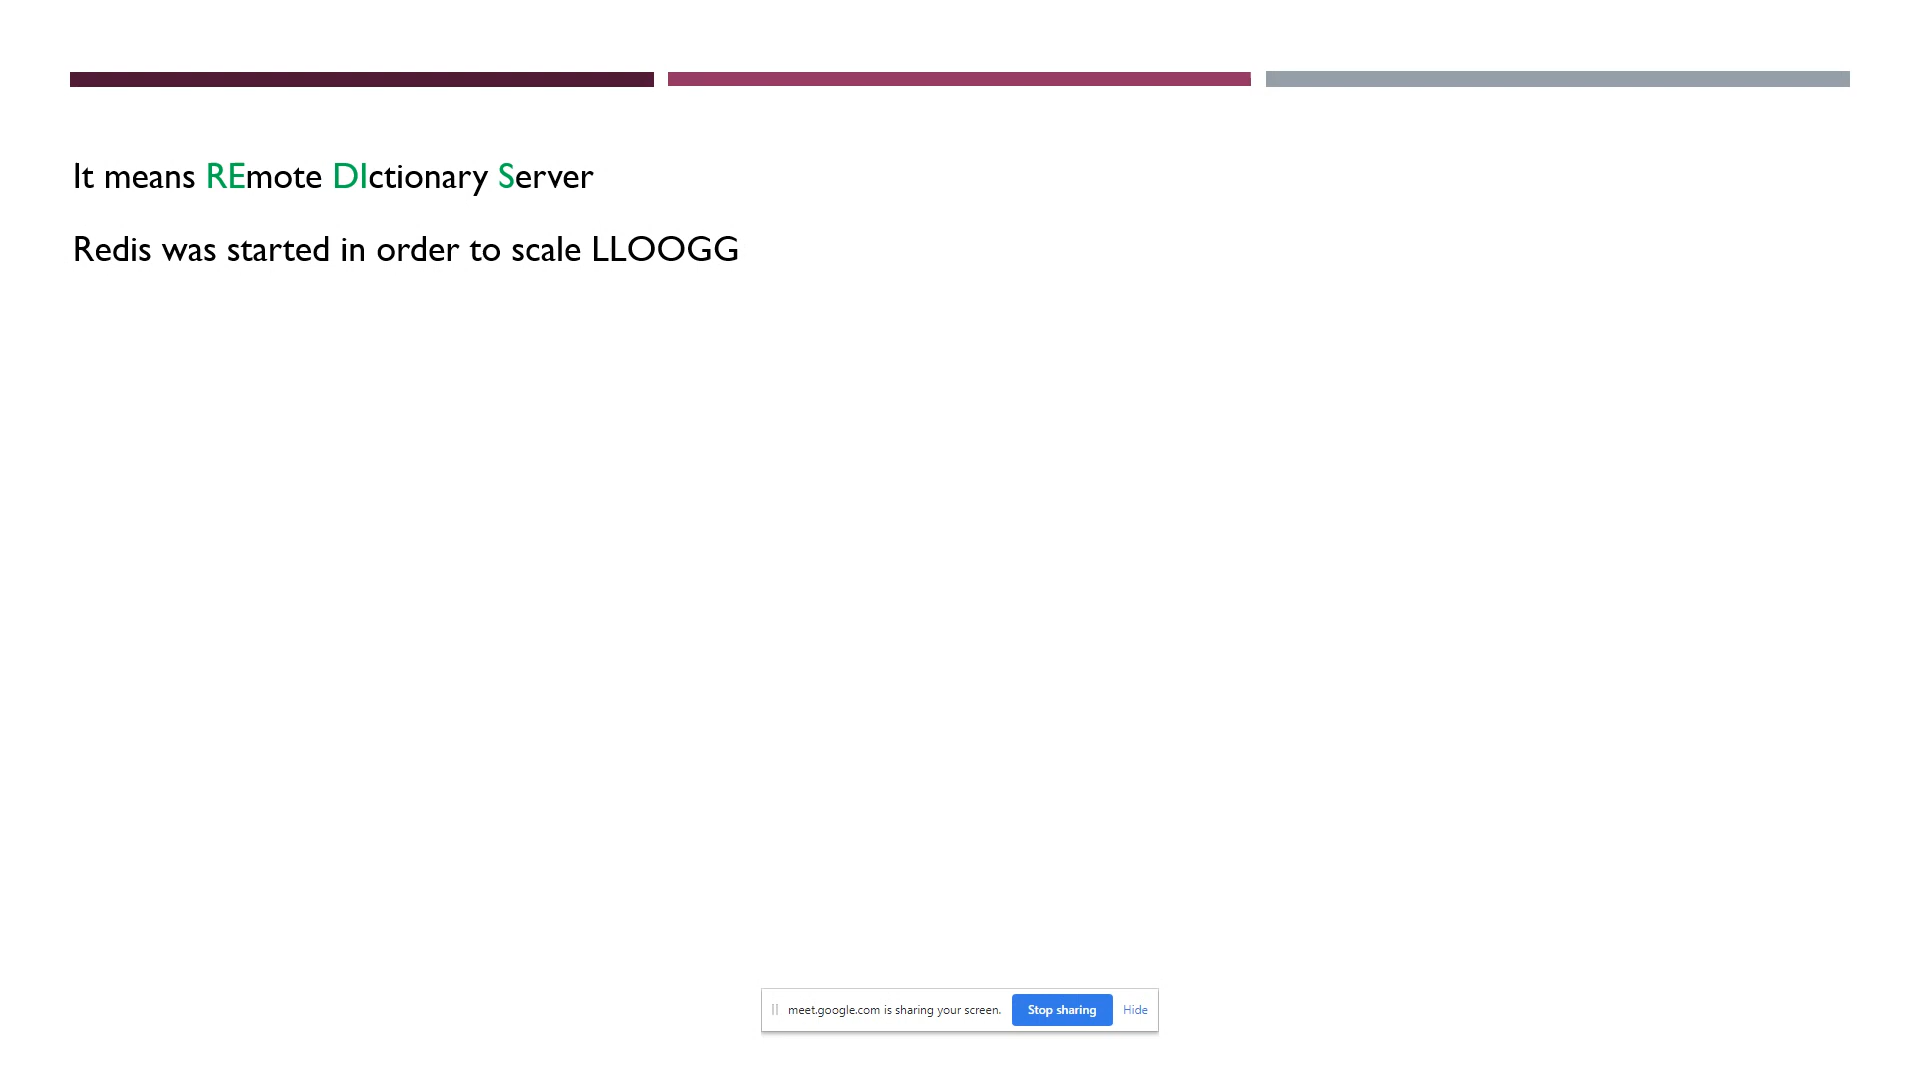 It means REmote DIctionary Server
Redis was started in order to scale LLOOGG
meet.google.com is sharing your screen. Stop sharing Hide